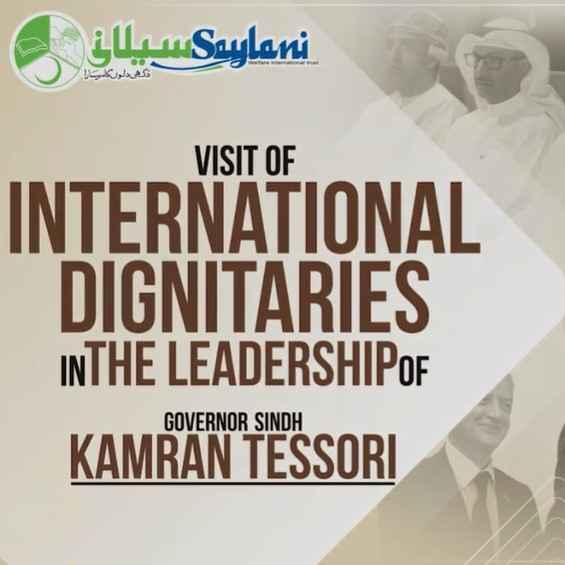 سیلانی Saylani
Welfare International Trust
VISIT OF
INTERNATIONAL
DIGNITARIES
IN THE LEADERSHIP OF
GOVERNOR SINDH
KAMRAN TESSORI